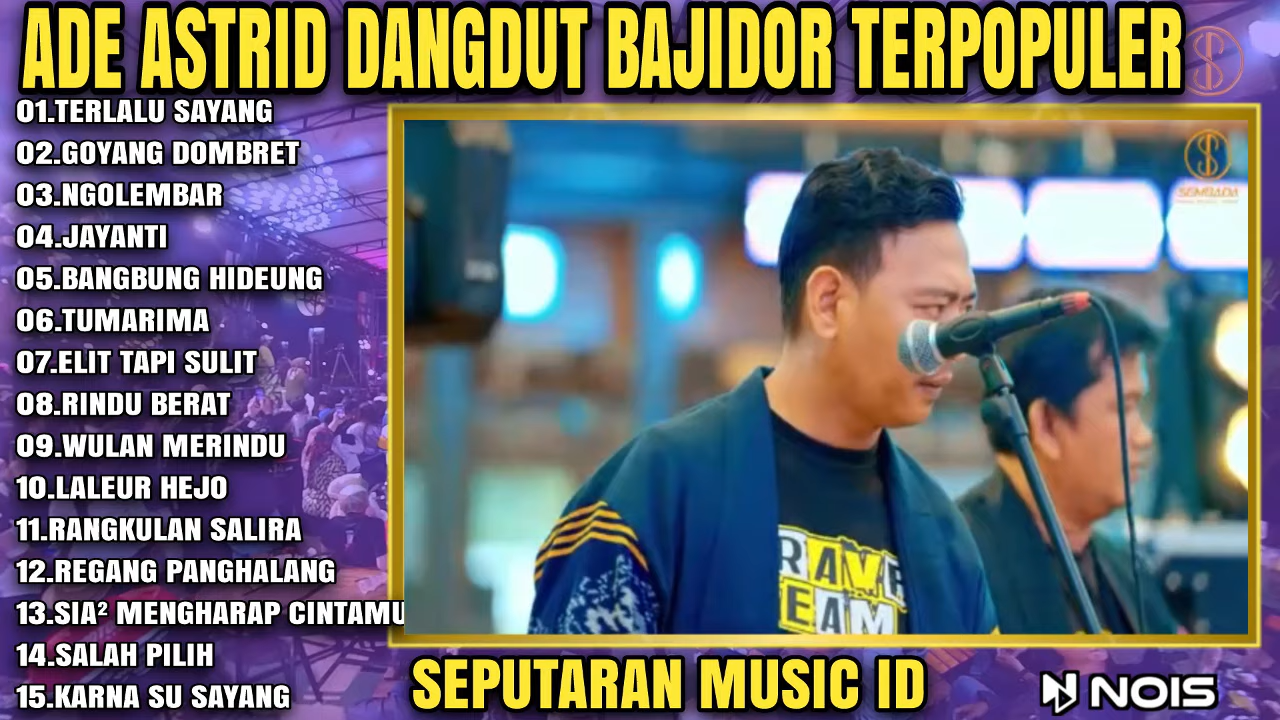 ADE ASTRID DANGDUT BAJIDOR TERPOPULER
01.TERLALU SAYANG
02.GOYANG DOMBRET
03.NGOLEMBAR
04.JAYANTI
05.BANGBUNG HIDEUNG
06.TUMARIMA
07.ELIT TAPI SULIT
08.RINDU BERAT
09.WULAN MERINDU
10.LALEUR HEJO
11.RANGKULAN SALIRA
12.REGANG PANGHALANG
13.SIA² MENGHARAP CINTAMU
14.SALAH PILIH
15.KARNA SU SAYANG
SEMBADA
TEAM
SEPUTARAN MUSIC ID
NOIS